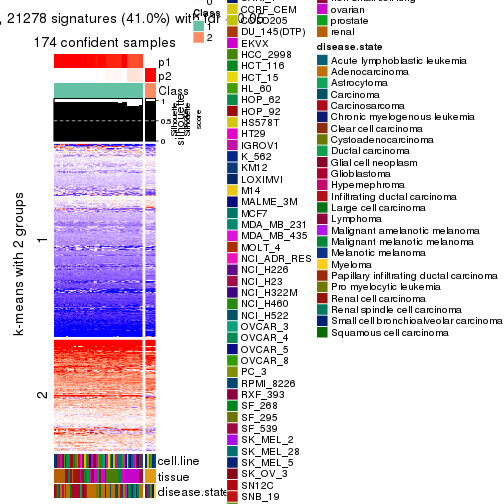 , 21278 signatures (41.0%) with
174 confident samples
p1
p2
Class
1
0.5
0
silhouette
score
k-means with 2 groups
1
2
cell.line
tissue
disease.state
Class
1
2
CCRF_CEM
COLO205
DU_145(DTP)
EKVX
HCC_2998
HCT_116
HCT_15
HL_60
HOP_62
HOP_92
HS578T
HT29
IGROV1
K_562
KM12
LOXIMVI
M14
MALME_3M
MCF7
MDA_MB_231
MDA_MB_435
MOLT_4
NCI_ADR_RES
NCI_H226
NCI_H23
NCI_H322M
NCI_H460
NCI_H522
OVCAR_3
OVCAR_4
OVCAR_5
OVCAR_8
PC_3
RPMI_8226
RXF_393
SF_268
SF_295
SF_539
SK_MEL_2
SK_MEL_28
SK_MEL_5
SK_OV_3
SN12C
SNB_19
ovarian
prostate
renal
disease.state
Acute lymphoblastic leukemia
Adenocarcinoma
Astrocytoma
Carcinoma
Carcinosarcoma
Chronic myelogenous leukemia
Clear cell carcinoma
Cystoadenocarcinoma
Ductal carcinoma
Glial cell neoplasm
Glioblastoma
Hypernephroma
Infiltrating ductal carcinoma
Large cell carcinoma
Lymphoma
Malignant amelanotic melanoma
Malignant melanotic melanoma
Melanotic melanoma
Myeloma
Papillary infiltrating ductal carcinoma
Pro myelocytic leukemia
Renal cell carcinoma
Renal spindle cell carcinoma
Small cell bronchioalveolar carcinoma
Squamous cell carcinoma